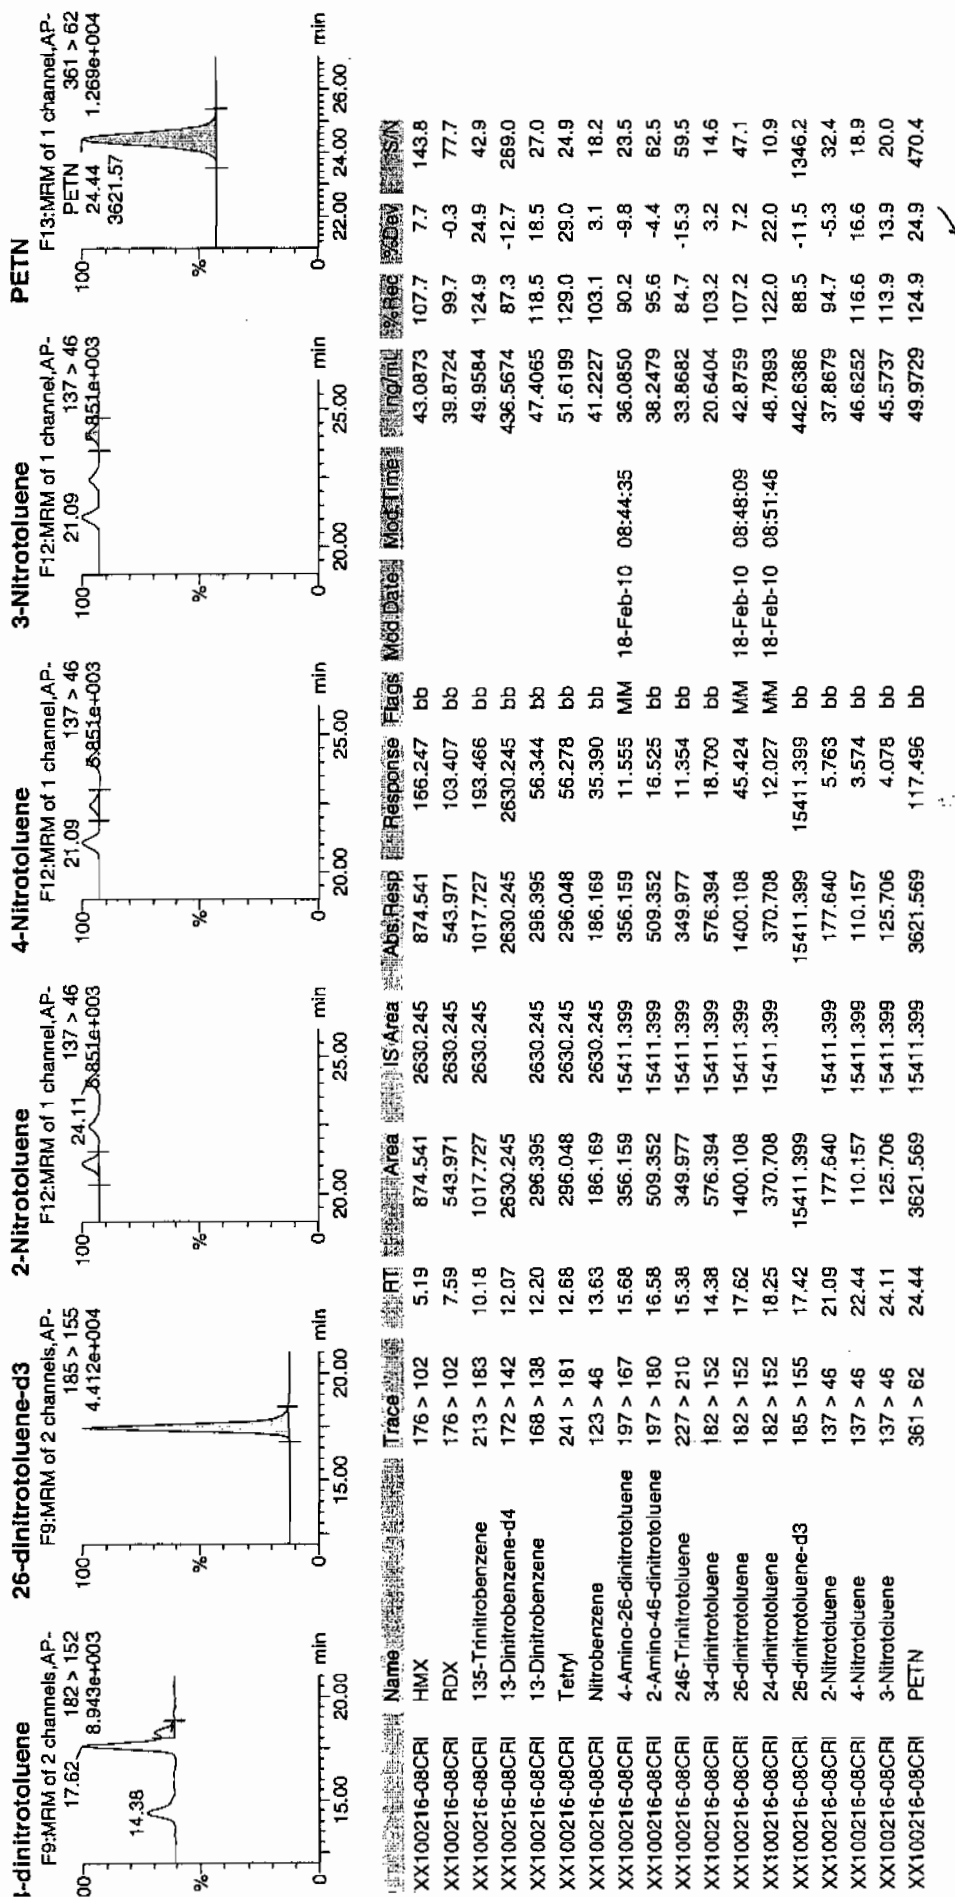 4-dinitrotoluene
F9:MRM of 2 channels,AP-
17.62 182 > 152
8.943e+003
14.38
15.00 20.00 min
26-dinitrotoluene-d3
F9:MRM of 2 channels,AP-
185 > 155
4.412e+004
100
%
0
15.00 20.00 min
2-Nitrotoluene
F12:MRM of 1 channel,AP-
137 > 46
24.11 6.851e+003
100
%
0
20.00 25.00 min
4-Nitrotoluene
F12:MRM of 1 channel,AP-
21.09 137 > 46
6.851e+003
100
%
0
20.00 25.00 min
3-Nitrotoluene
F12:MRM of 1 channel,AP-
21.09 137 > 46
6.851e+003
100
%
0
20.00 25.00 min
PETN
F13:MRM of 1 channel,AP-
PETN 361 > 62
24.44 1.269e+004
3621.57
100
%
0
22.00 24.00 26.00 min
Name Trace RT Area IS Area Abs.Resp Response Flags Mod.Date Mod.Time ng/mL %Rec %Dev S/N
XX100216-08CRI HMX 176 > 102 5.19 874.541 2630.245 874.541 166.247 bb 43.0873 107.7 7.7 143.8
XX100216-08CRI RDX 176 > 102 7.59 543.971 2630.245 543.971 103.407 bb 39.8724 99.7 -0.3 77.7
XX100216-08CRI 135-Trinitrobenzene 213 > 183 10.18 1017.727 2630.245 1017.727 193.466 bb 49.9584 124.9 24.9 42.9
XX100216-08CRI 13-Dinitrobenzene-d4 172 > 142 12.07 2630.245 2630.245 2630.245 bb 436.5674 87.3 -12.7 269.0
XX100216-08CRI 13-Dinitrobenzene 168 > 138 12.20 296.395 2630.245 296.395 56.344 bb 47.4065 118.5 18.5 27.0
XX100216-08CRI Tetryl 241 > 181 12.68 296.048 2630.245 296.048 56.278 bb 51.6199 129.0 29.0 24.9
XX100216-08CRI Nitrobenzene 123 > 46 13.63 186.169 2630.245 186.169 35.390 bb 41.2227 103.1 3.1 18.2
XX100216-08CRI 4-Amino-26-dinitrotoluene 197 > 167 15.68 356.159 15411.399 356.159 11.555 MM 18-Feb-10 08:44:35 36.0850 90.2 -9.8 23.5
XX100216-08CRI 2-Amino-46-dinitrotoluene 197 > 180 16.58 509.352 15411.399 509.352 16.525 bb 38.2479 95.6 -4.4 62.5
XX100216-08CRI 246-Trinitrotoluene 227 > 210 15.38 349.977 15411.399 349.977 11.354 bb 33.8682 84.7 -15.3 59.5
XX100216-08CRI 34-dinitrotoluene 182 > 152 14.38 576.394 15411.399 576.394 18.700 bb 20.6404 103.2 3.2 14.6
XX100216-08CRI 26-dinitrotoluene 182 > 152 17.62 1400.108 15411.399 1400.108 45.424 MM 18-Feb-10 08:48:09 42.8759 107.2 7.2 47.1
XX100216-08CRI 24-dinitrotoluene 182 > 152 18.25 370.708 15411.399 370.708 12.027 MM 18-Feb-10 08:51:46 48.7893 122.0 22.0 10.9
XX100216-08CRI 26-dinitrotoluene-d3 185 > 155 17.42 15411.399 15411.399 15411.399 bb 442.6386 88.5 -11.5 1346.2
XX100216-08CRI 2-Nitrotoluene 137 > 46 21.09 177.640 15411.399 177.640 5.763 bb 37.8679 94.7 -5.3 32.4
XX100216-08CRI 4-Nitrotoluene 137 > 46 22.44 110.157 15411.399 110.157 3.574 bb 46.6252 116.6 16.6 18.9
XX100216-08CRI 3-Nitrotoluene 137 > 46 24.11 125.706 15411.399 125.706 4.078 bb 45.5737 113.9 13.9 20.0
XX100216-08CRI PETN 361 > 62 24.44 3621.569 15411.399 3621.569 117.496 bb 49.9729 124.9 24.9 470.4